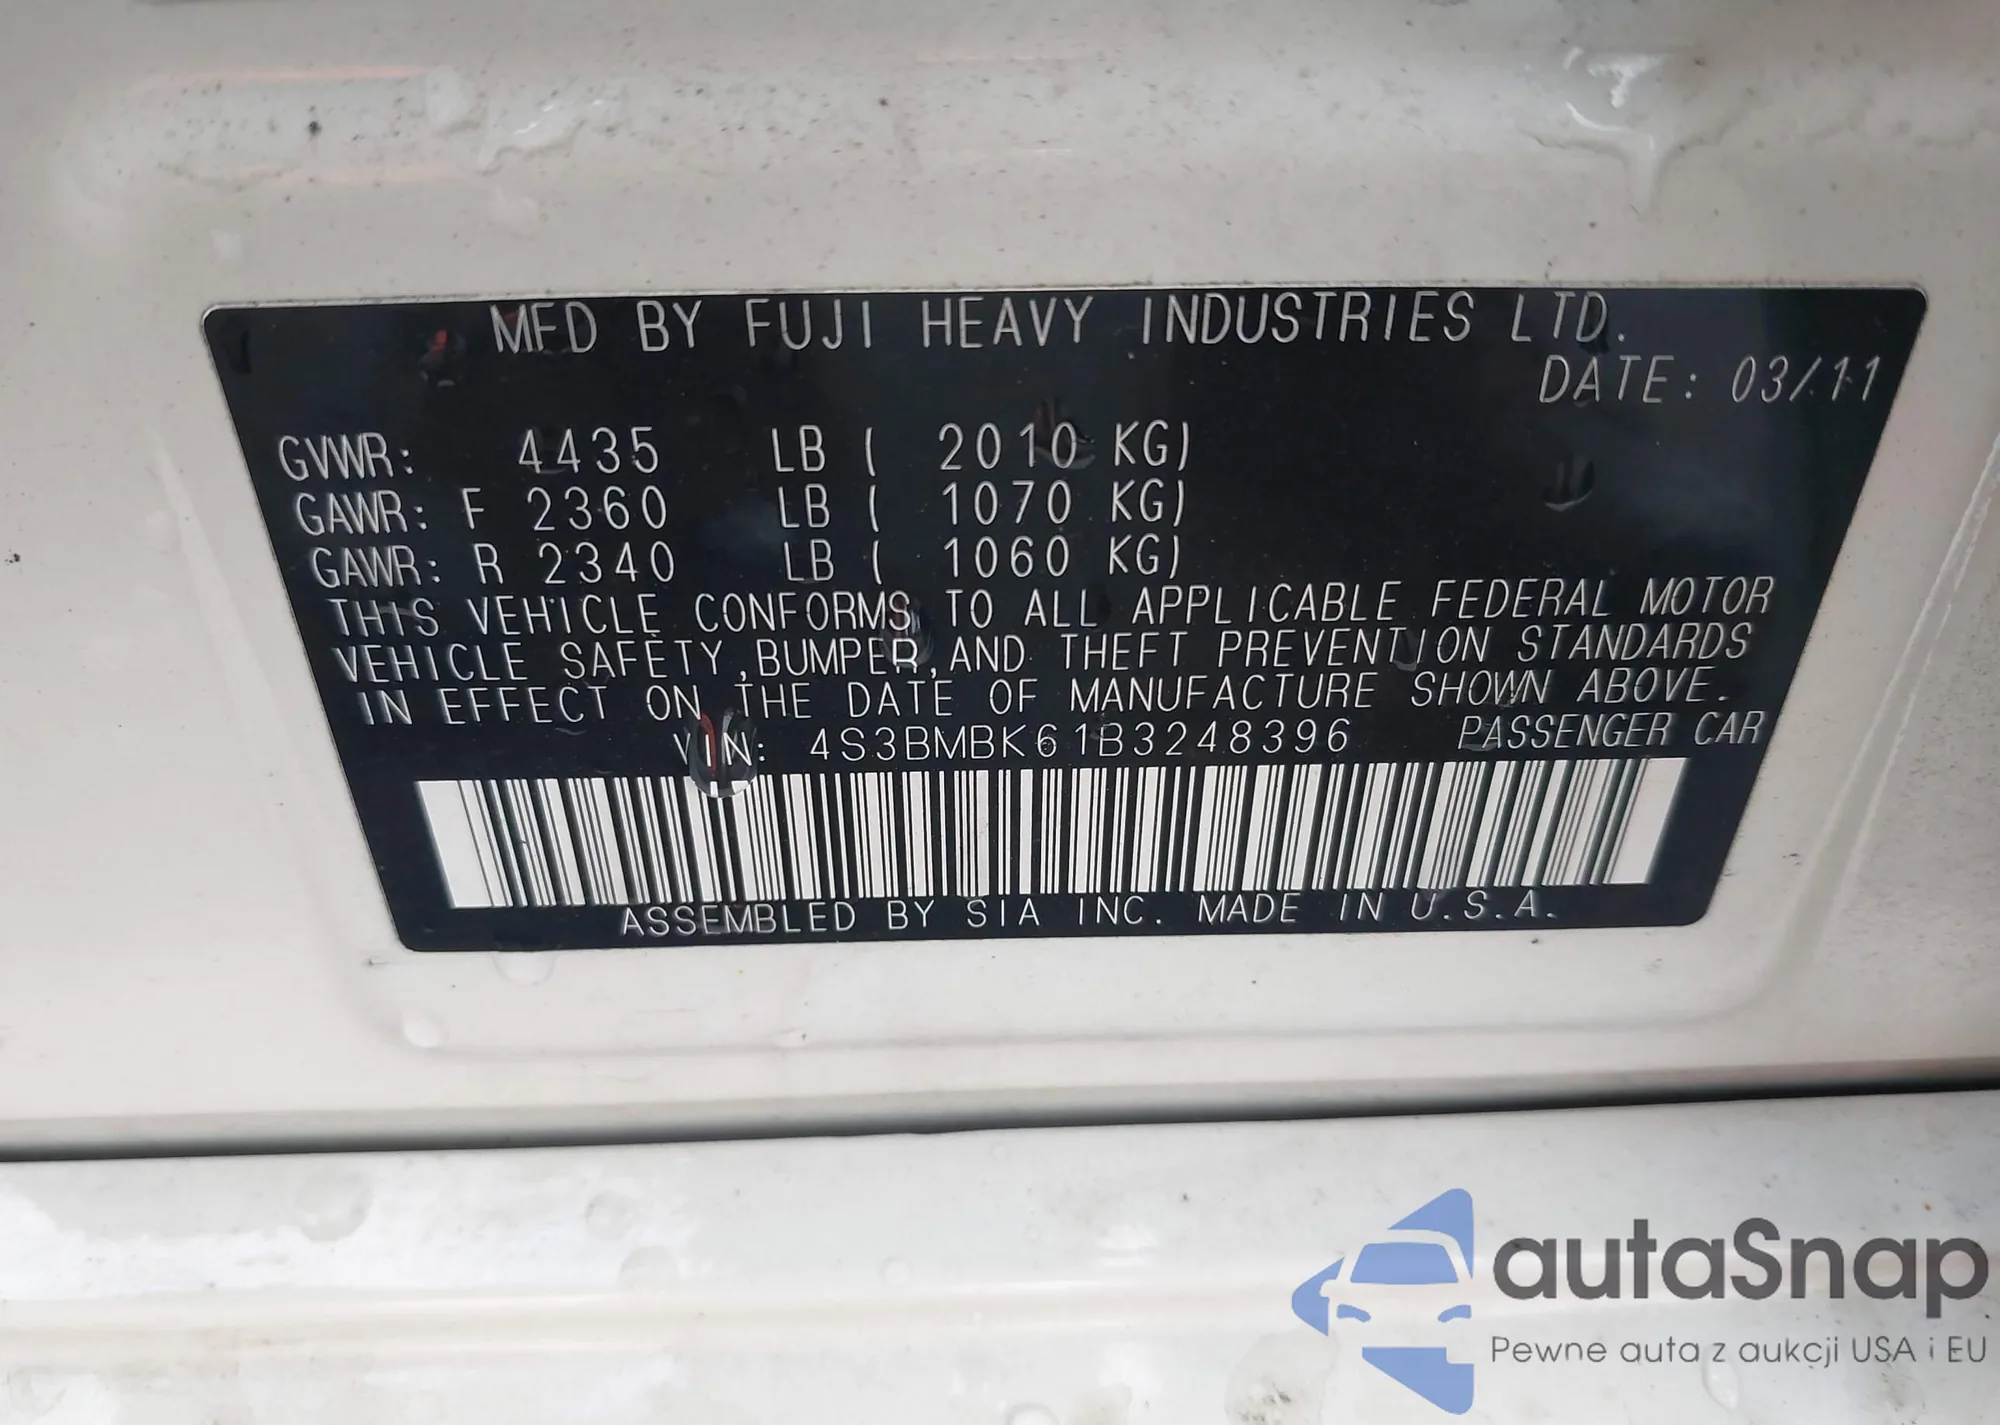 MFD BY FUJI HEAVY INDUSTRIES LTD.
DATE: 03/11
GVWR: 4435 LB ( 2010 KG)
GAWR: F 2360 LB ( 1070 KG)
GAWR: R 2340 LB ( 1060 KG)
THIS VEHICLE CONFORMS TO ALL APPLICABLE FEDERAL MOTOR
VEHICLE SAFETY,BUMPER,AND THEFT PREVENTION STANDARDS
IN EFFECT ON THE DATE OF MANUFACTURE SHOWN ABOVE.
VIN: 4S3BMBK61B3248396 PASSENGER CAR
ASSEMBLED BY SIA INC. MADE IN U.S.A.
autaSnap
Pewne auta z aukcji USA i EU